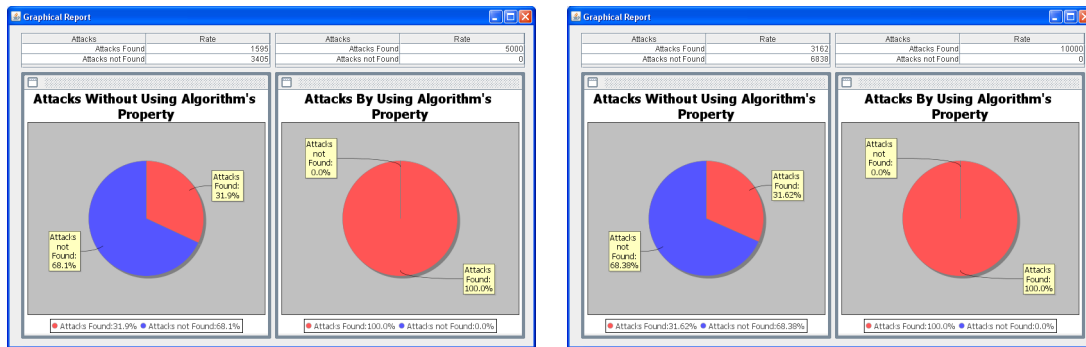 Graphical Report
Attacks Rate Attacks Rate
Attacks Found 1595 Attacks Found 5000
Attacks not Found 3405 Attacks not Found 0
Attacks Without Using Algorithm's
Property
Attacks
Found:
31.9%
Attacks
not
Found:
68.1%
Attacks Found:31.9% Attacks not Found:68.1%
Attacks By Using Algorithm's
Property
Attacks
not
Found:
0.0%
Attacks
Found:
100.0%
Attacks Found:100.0% Attacks not Found:0.0%
Graphical Report
Attacks Rate Attacks Rate
Attacks Found 3162 Attacks Found 10000
Attacks not Found 6838 Attacks not Found 0
Attacks Without Using Algorithm's
Property
Attacks
Found:
31.62%
Attacks
not
Found:
68.38%
Attacks Found:31.62% Attacks not Found:68.38%
Attacks By Using Algorithm's
Property
Attacks
not
Found:
0.0%
Attacks
Found:
100.0%
Attacks Found:100.0% Attacks not Found:0.0%